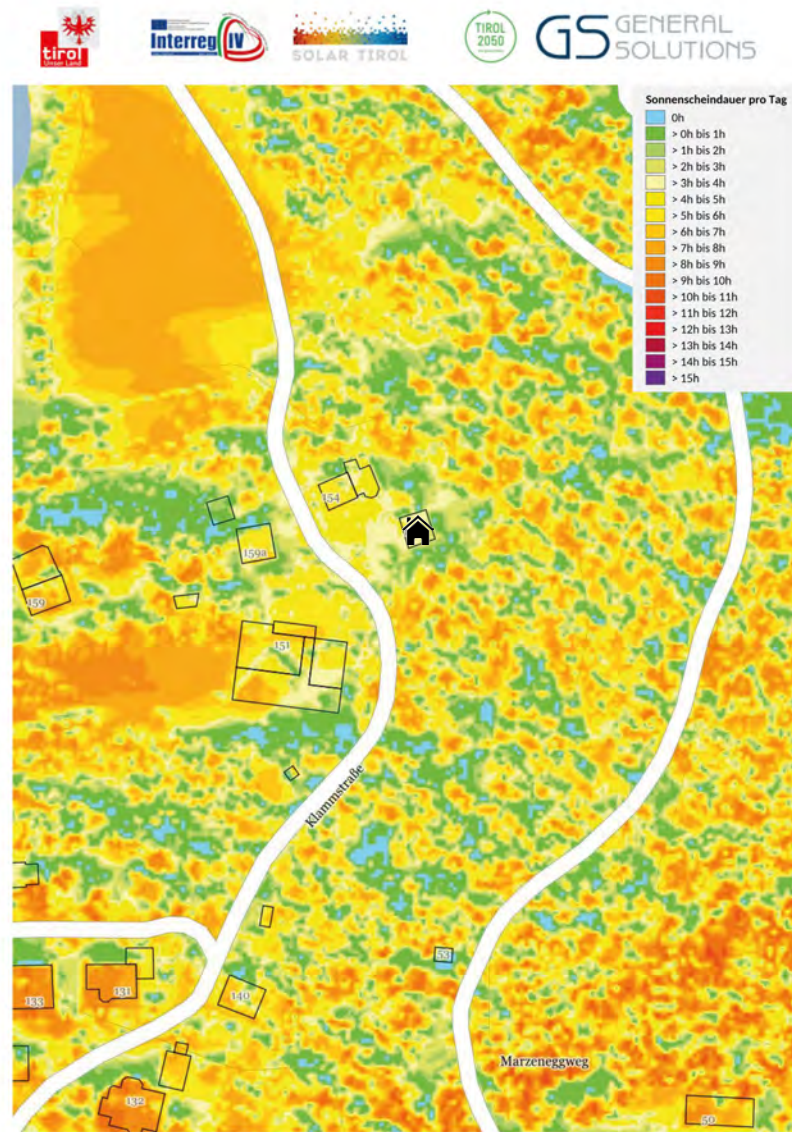 tirol
Unser Land
Interreg IV
SOLAR TIROL
TIROL
2050
GS GENERAL
SOLUTIONS
Sonnenscheindauer pro Tag
0h
> 0h bis 1h
> 1h bis 2h
> 2h bis 3h
> 3h bis 4h
> 4h bis 5h
> 5h bis 6h
> 6h bis 7h
> 7h bis 8h
> 8h bis 9h
> 9h bis 10h
> 10h bis 11h
> 11h bis 12h
> 12h bis 13h
> 13h bis 14h
> 14h bis 15h
> 15h
154
159a
159
151
Klammstraße
53
133
131
140
Marzeneggweg
132
50